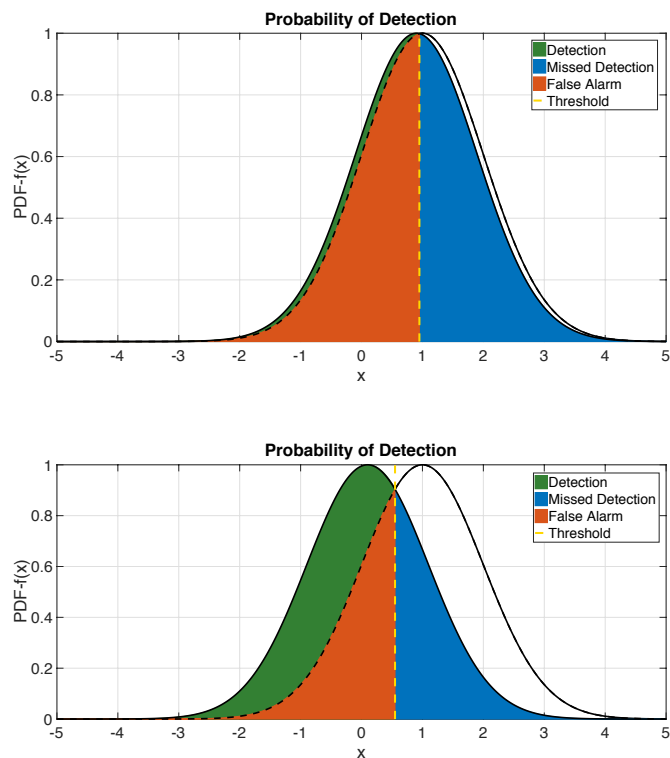 Probability of Detection
1
0.8
0.6
0.4
0.2
0
PDF-f(x)
Detection
Missed Detection
False Alarm
Threshold
-5 -4 -3 -2 -1 0 1 2 3 4 5
x
Probability of Detection
1
0.8
0.6
0.4
0.2
0
PDF-f(x)
Detection
Missed Detection
False Alarm
Threshold
-5 -4 -3 -2 -1 0 1 2 3 4 5
x